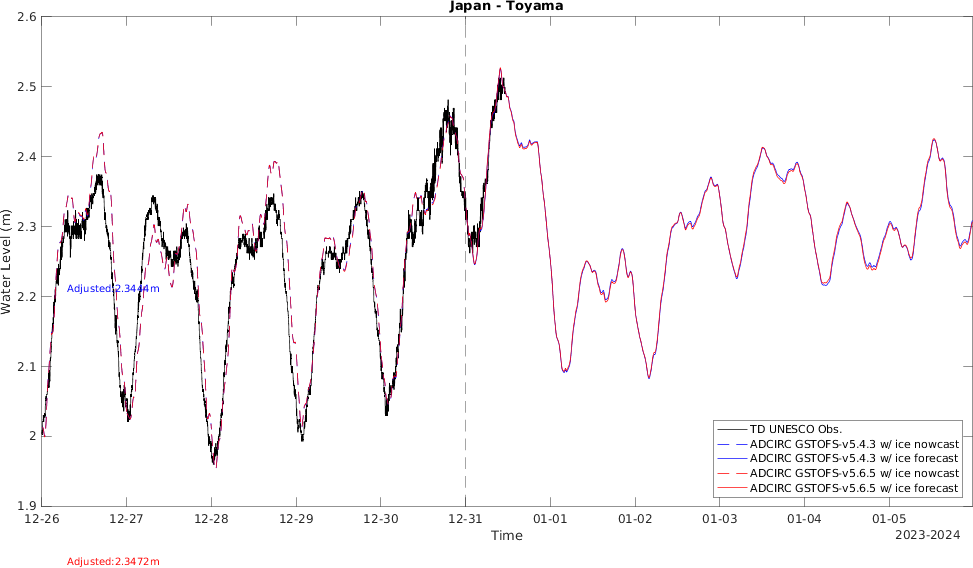 Japan - Toyama
2.6
2.5
2.4
2.3
2.2
2.1
2
1.9
Water Level (m)
Adjusted:2.3444m
TD UNESCO Obs.
ADCIRC GSTOFS-v5.4.3 w/ ice nowcast
ADCIRC GSTOFS-v5.4.3 w/ ice forecast
ADCIRC GSTOFS-v5.6.5 w/ ice nowcast
ADCIRC GSTOFS-v5.6.5 w/ ice forecast
12-26 12-27 12-28 12-29 12-30 12-31 01-01 01-02 01-03 01-04 01-05
Time
2023-2024
Adjusted:2.3472m